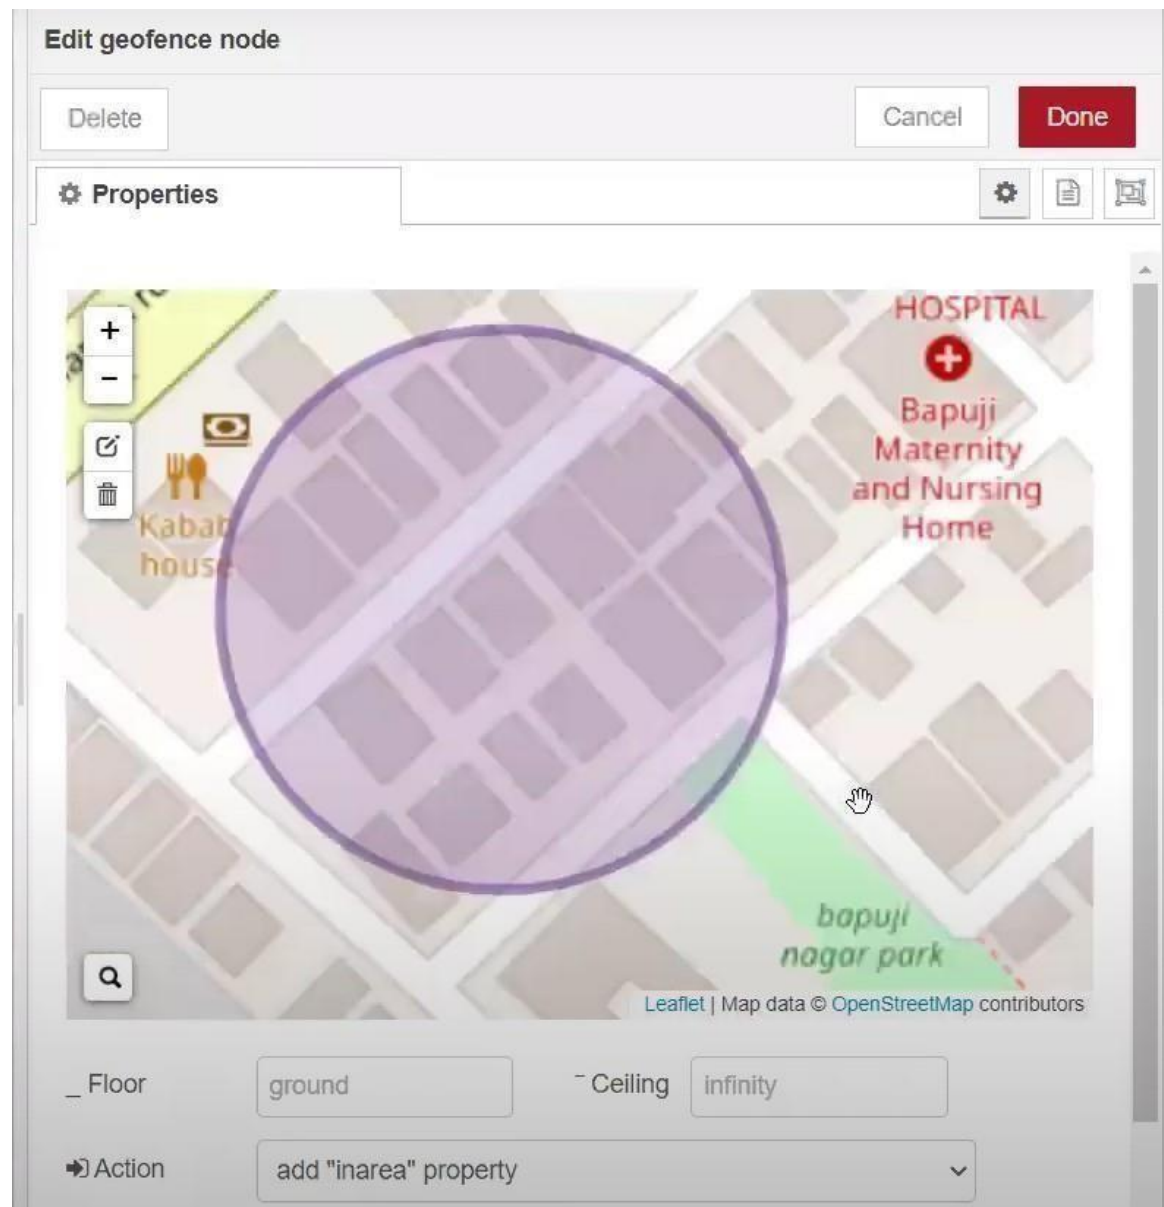 Edit geofence node
Delete
Cancel
Done
Properties
+
−
HOSPITAL
Bapuji
Maternity
and Nursing
Home
Kabab
house
bapuji
nagar park
Leaflet | Map data © OpenStreetMap contributors
_ Floor
ground
‾ Ceiling
infinity
Action
add "inarea" property